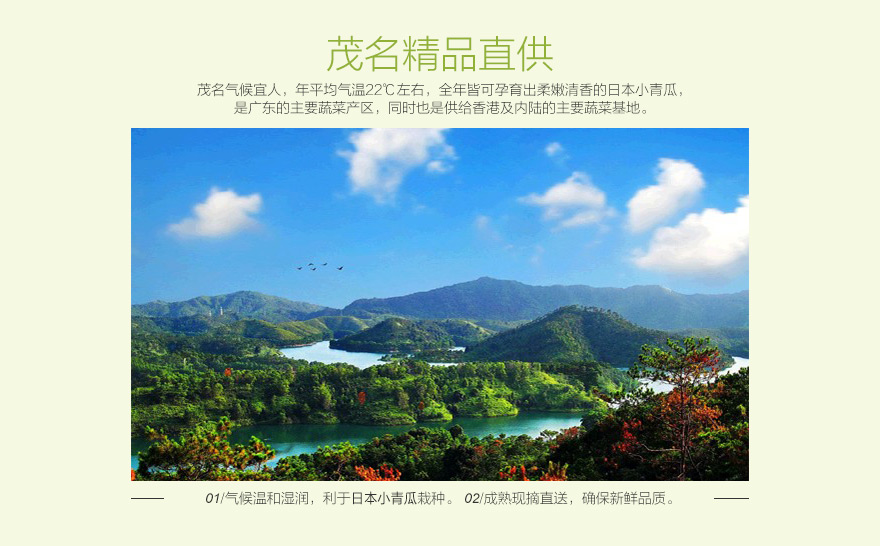 茂名精品直供
茂名气候宜人，年平均气温22℃左右，全年皆可孕育出柔嫩清香的日本小青瓜，
是广东的主要蔬菜产区，同时也是供给香港及内陆的主要蔬菜基地。
01/气候温和湿润，利于日本小青瓜栽种。 02/成熟现摘直送，确保新鲜品质。